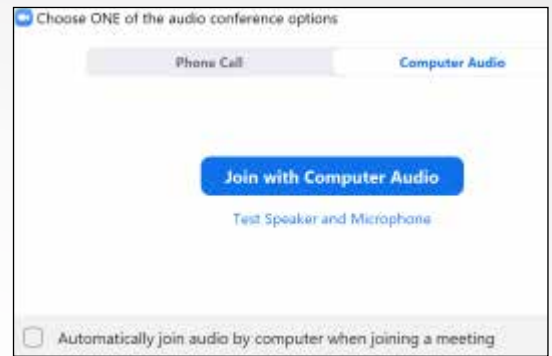 Choose ONE of the audio conference options
Phone Call
Computer Audio
Join with Computer Audio
Test Speaker and Microphone
Automatically join audio by computer when joining a meeting